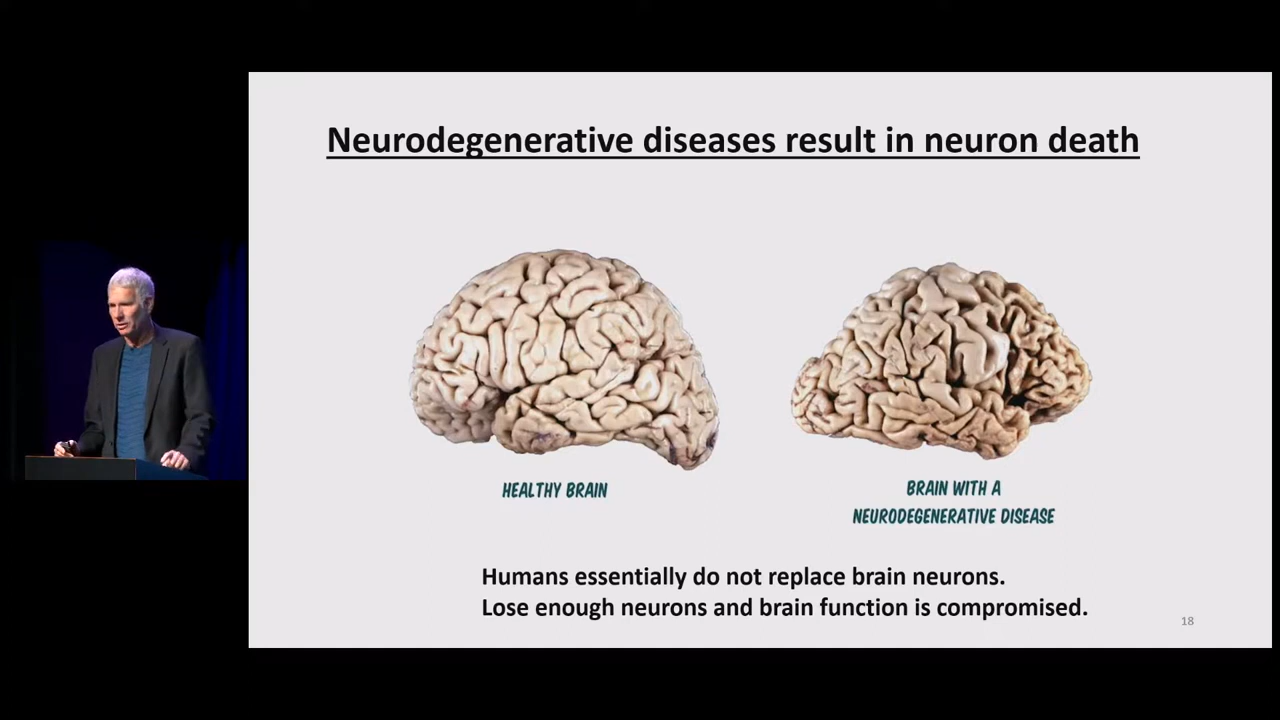 Neurodegenerative diseases result in neuron death
HEALTHY BRAIN
BRAIN WITH A
NEURODEGENERATIVE DISEASE
Humans essentially do not replace brain neurons.
Lose enough neurons and brain function is compromised.
18